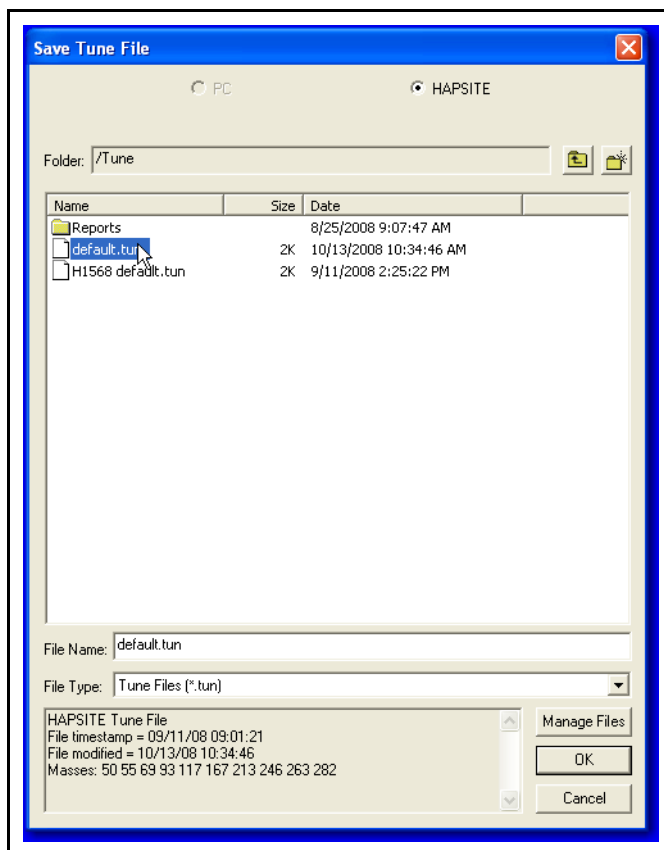 Save Tune File
PC HAPSITE
Folder: /Tune
Name Size Date
Reports 8/25/2008 9:07:47 AM
default.tun 2K 10/13/2008 10:34:46 AM
H1568 default.tun 2K 9/11/2008 2:25:22 PM
File Name: default.tun
File Type: Tune Files (*.tun)
HAPSITE Tune File
File timestamp = 09/11/08 09:01:21
File modified = 10/13/08 10:34:46
Masses: 50 55 69 93 117 167 213 246 263 282
Manage Files
OK
Cancel